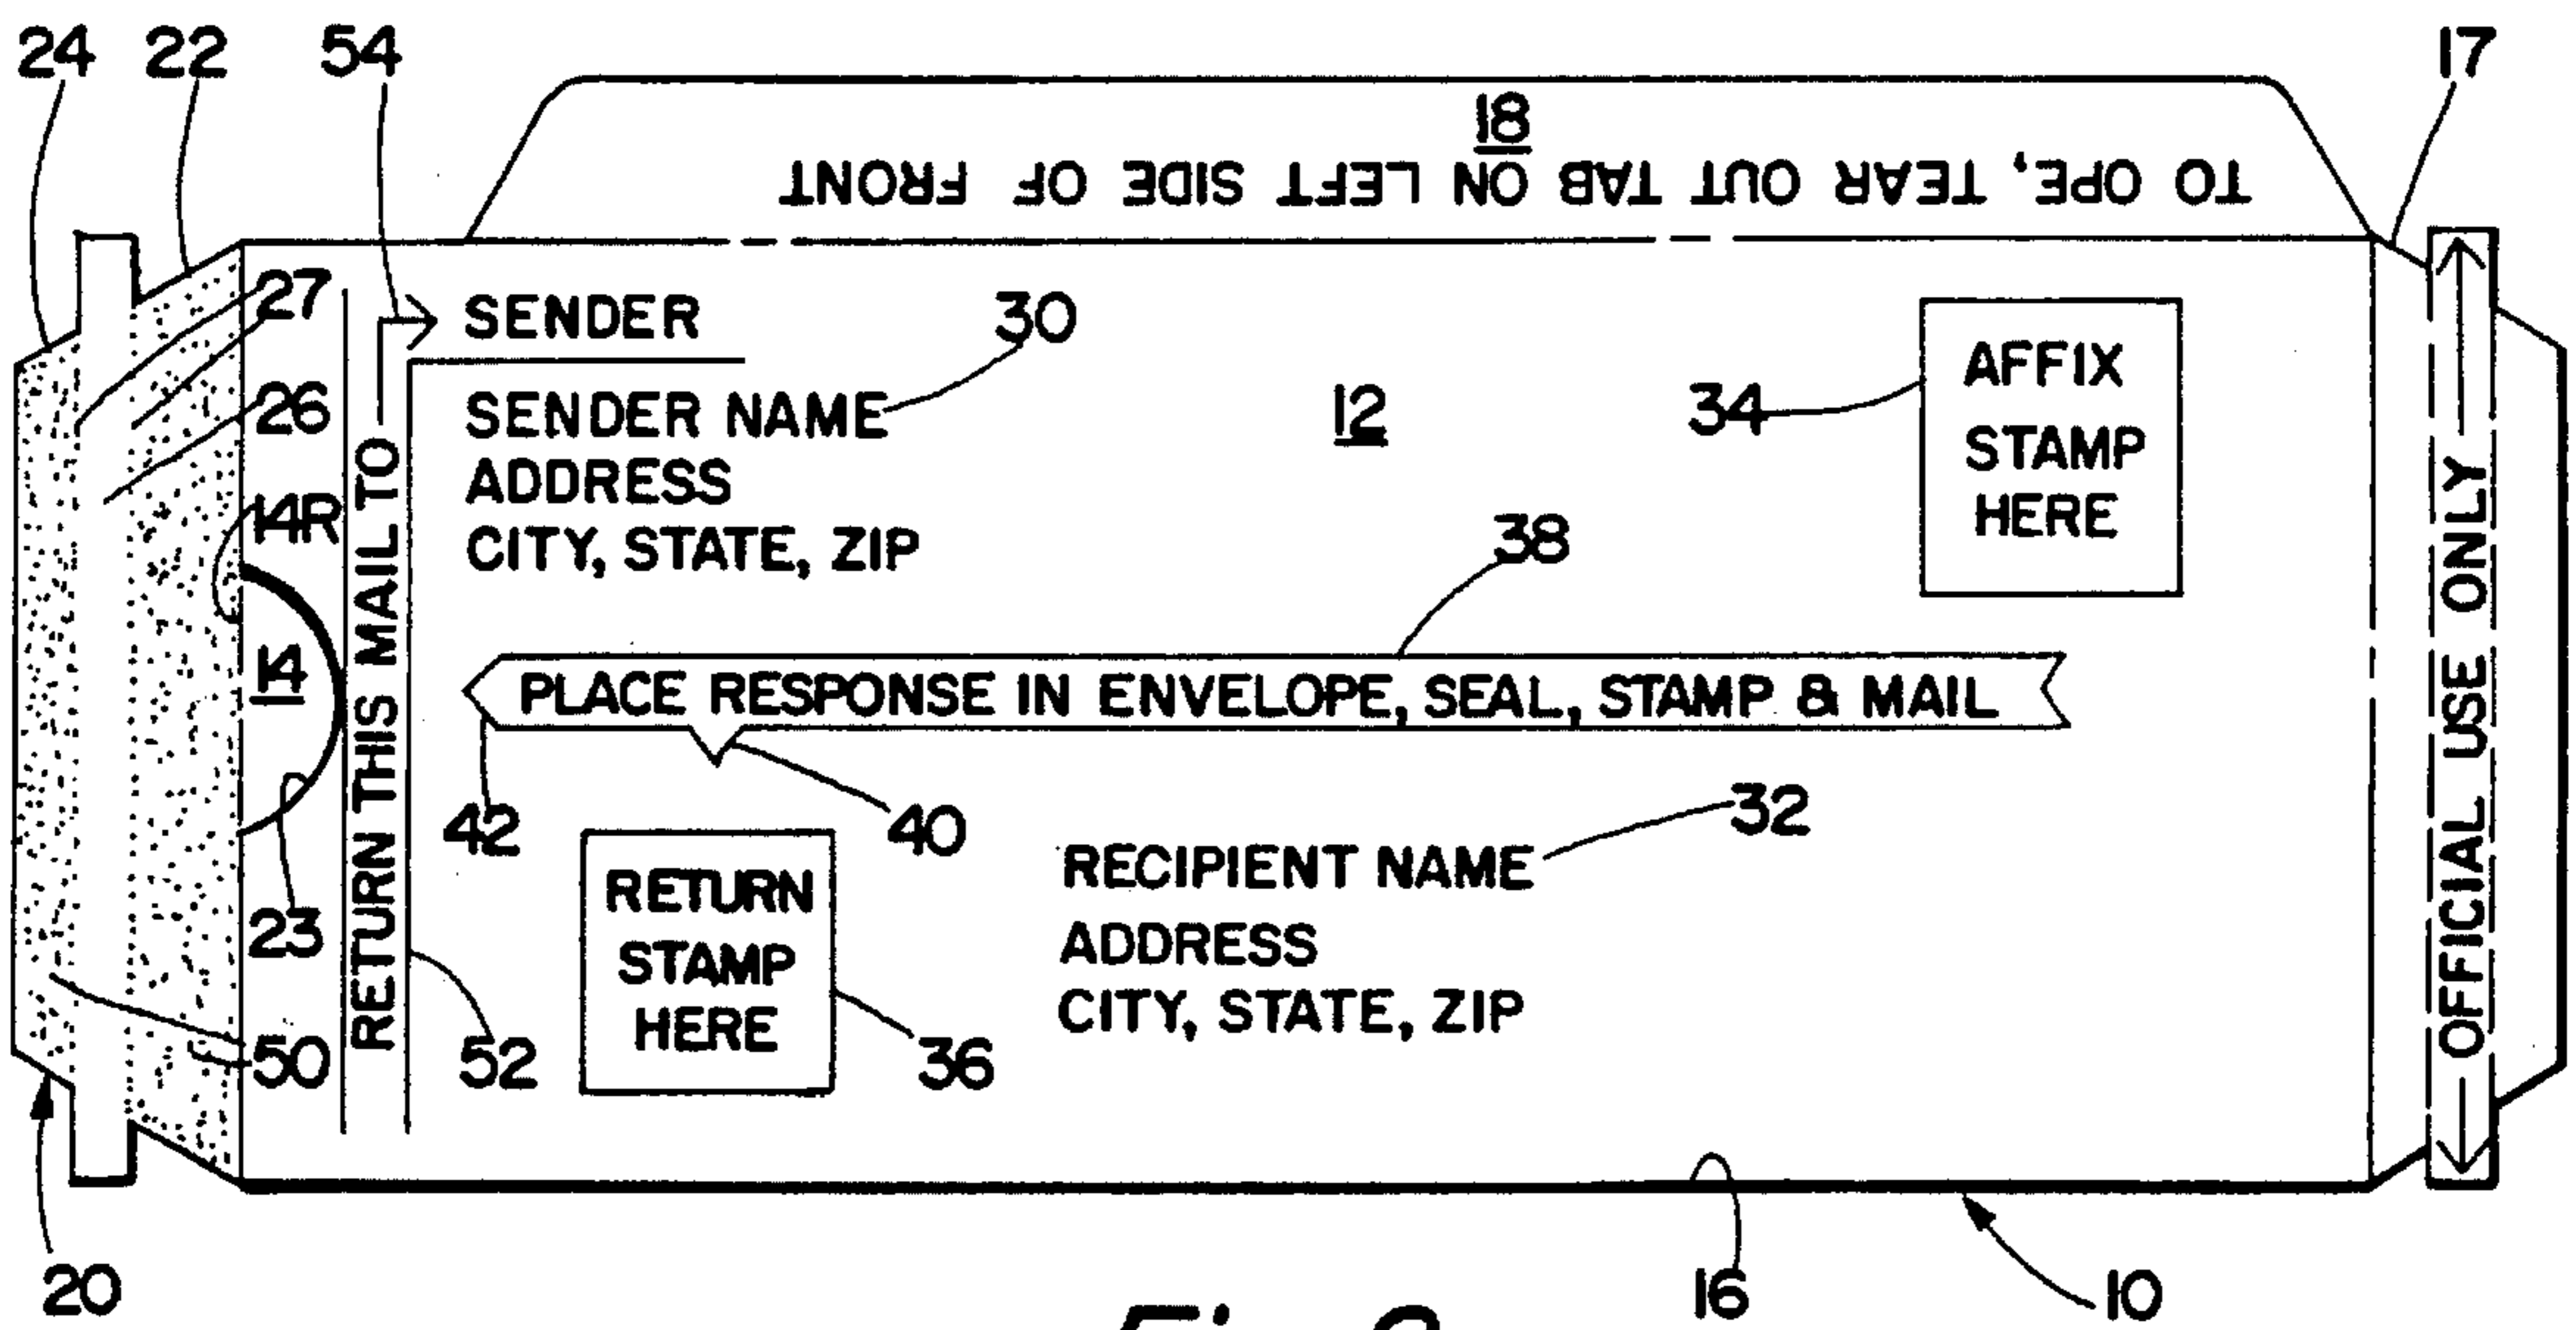 24 22 54 17
18
TO OPE, TEAR OUT TAB ON LEFT SIDE OF FRONT
27
SENDER
30
26
SENDER NAME
ADDRESS
CITY, STATE, ZIP
12
34
AFFIX
STAMP
HERE
14R
38
14
RETURN THIS MAIL TO
PLACE RESPONSE IN ENVELOPE, SEAL, STAMP & MAIL
OFFICIAL USE ONLY
42
40
32
23
RETURN
STAMP
HERE
RECIPIENT NAME
ADDRESS
CITY, STATE, ZIP
50
52
36
20
16
10